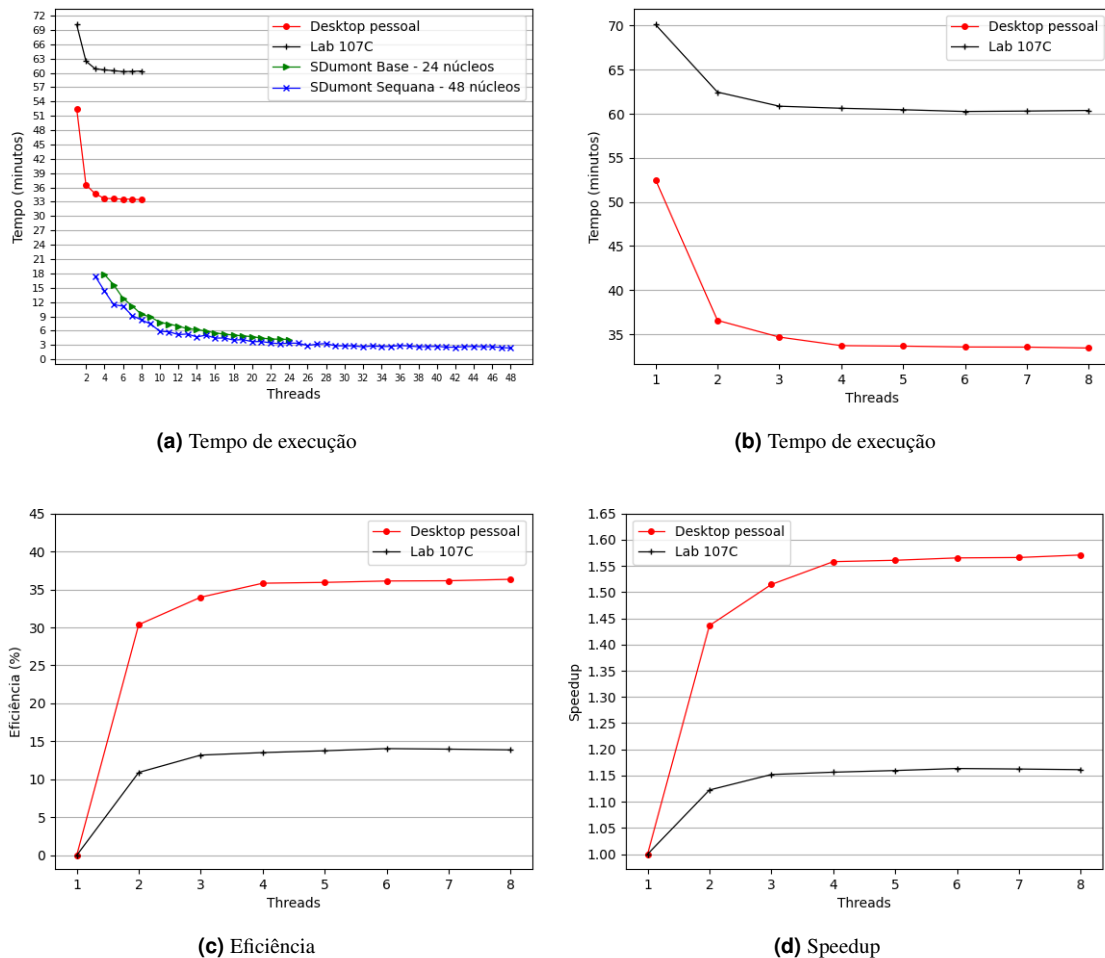 72
69
66
63
60
57
54
51
48
45
42
39
36
33
30
27
24
21
18
15
12
9
6
3
0
Tempo (minutos)
Desktop pessoal
Lab 107C
SDumont Base - 24 núcleos
SDumont Sequana - 48 núcleos
2 4 6 8 10 12 14 16 18 20 22 24 26 28 30 32 34 36 38 40 42 44 46 48
Threads
(a) Tempo de execução
70
65
60
55
50
45
40
35
Tempo (minutos)
Desktop pessoal
Lab 107C
1 2 3 4 5 6 7 8
Threads
(b) Tempo de execução
45
40
35
30
25
20
15
10
5
0
Eficiência (%)
Desktop pessoal
Lab 107C
1 2 3 4 5 6 7 8
Threads
(c) Eficiência
1.65
1.60
1.55
1.50
1.45
1.40
1.35
1.30
1.25
1.20
1.15
1.10
1.05
1.00
Speedup
Desktop pessoal
Lab 107C
1 2 3 4 5 6 7 8
Threads
(d) Speedup